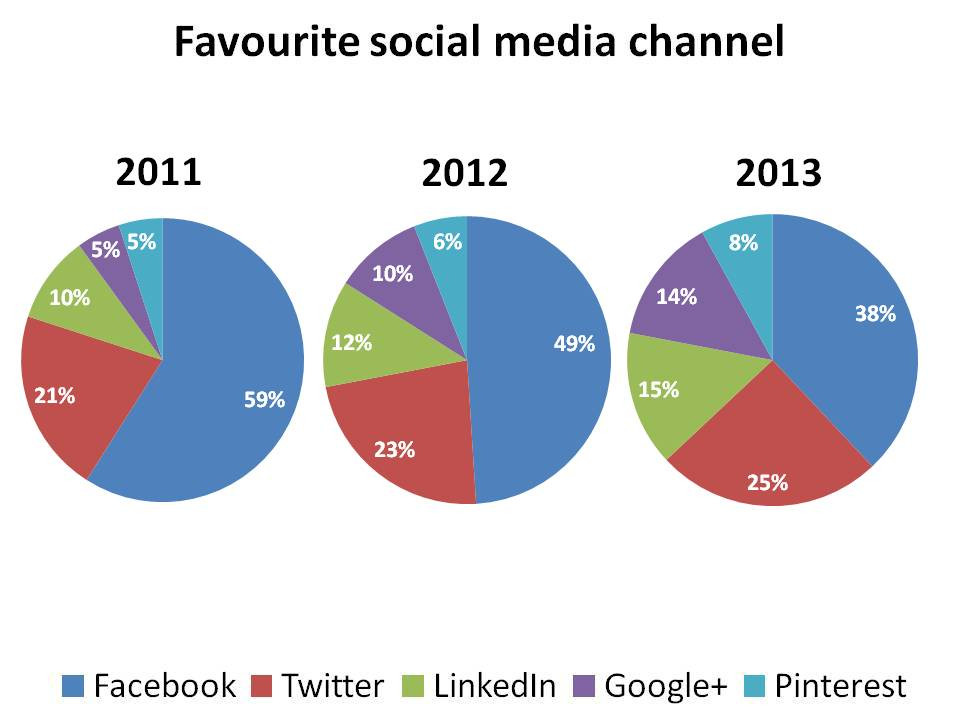 Favourite social media channel
2011 2012 2013
5% 5% 10% 21% 59%
6% 10% 12% 23% 49%
8% 14% 15% 25% 38%
Facebook Twitter LinkedIn Google+ Pinterest